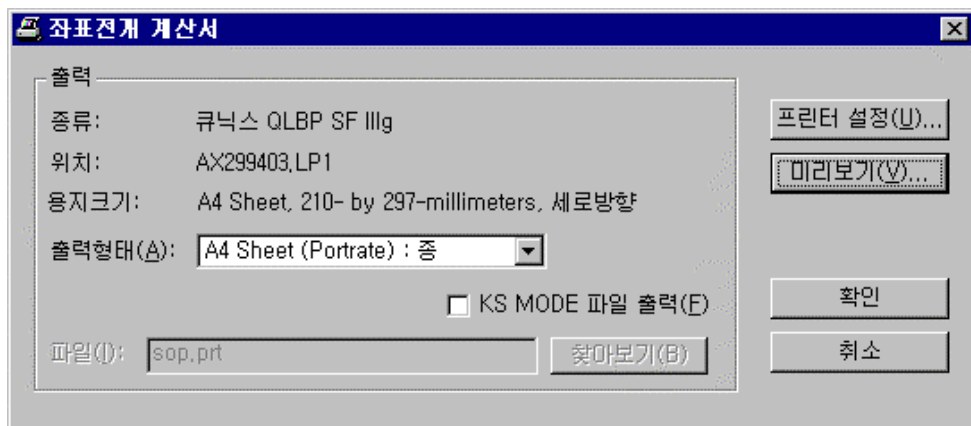 좌표전개 계산서
출력
종류: 큐닉스 QLBP SF IIIg
위치: AX299403,LP1
용지크기: A4 Sheet, 210- by 297-millimeters, 세로방향
출력형태(A): A4 Sheet (Portrate) : 종
KS MODE 파일 출력(F)
파일(I): sop,prt 찾아보기(B)
프린터 설정(U)...
미리보기(V)...
확인
취소